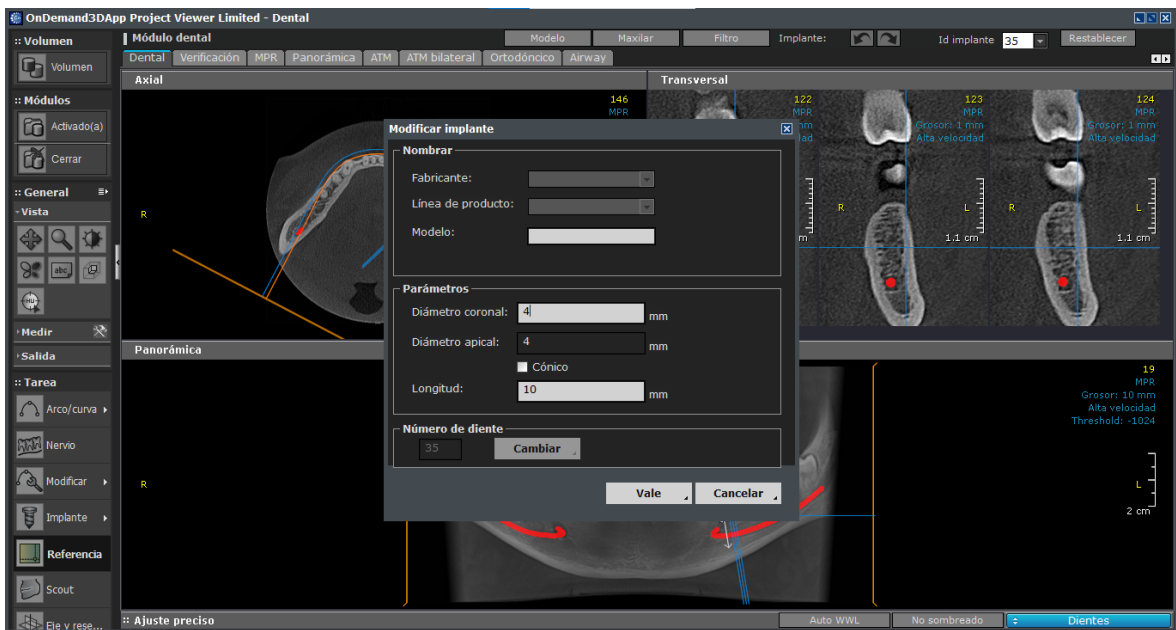 OnDemand3DApp Project Viewer Limited - Dental
:: Volumen
Volumen
:: Módulos
Activado(a)
Cerrar
:: General
Vista
abc
HU
Medir
Salida
:: Tarea
Arco/curva
Nervio
Modificar
Implante
Referencia
Scout
Eje y rese...
Módulo dental
Modelo
Maxilar
Filtro
Implante:
Id implante
35
Restablecer
Dental
Verificación
MPR
Panorámica
ATM
ATM bilateral
Ortodóncico
Airway
Axial
146
MPR
R
Transversal
122
MPR
123
MPR
Grosor: 1 mm
Alta velocidad
R
L
1.1 cm
124
MPR
Grosor: 1 mm
Alta velocidad
R
L
1.1 cm
Modificar implante
Nombrar
Fabricante:
Línea de producto:
Modelo:
Parámetros
Diámetro coronal:
4
mm
Diámetro apical:
4
mm
Cónico
Longitud:
10
mm
Número de diente
35
Cambiar
Vale
Cancelar
Panorámica
R
19
MPR
Grosor: 10 mm
Alta velocidad
Threshold: -1024
L
2 cm
:: Ajuste preciso
Auto WWL
No sombreado
Dientes